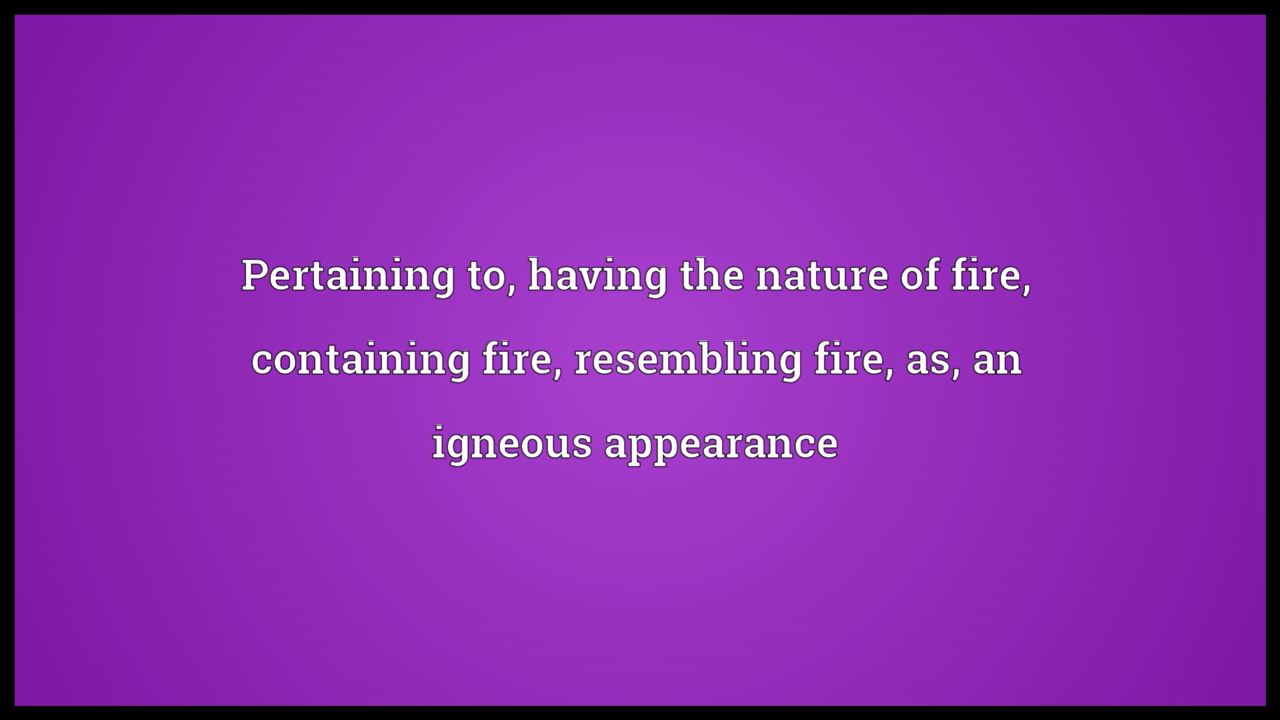 Pertaining to, having the nature of fire,
containing fire, resembling fire, as, an
igneous appearance